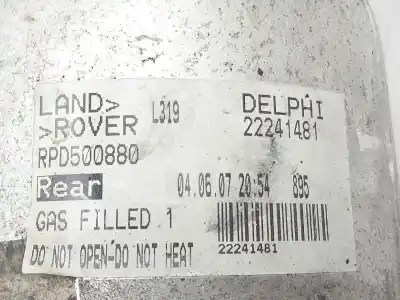 LAND> L319 DELPHI
>ROVER 22241481
RPD500880
Rear 04.06.07 20:54 895
GAS FILLED 1
DO NOT OPEN-DO NOT HEAT 22241481